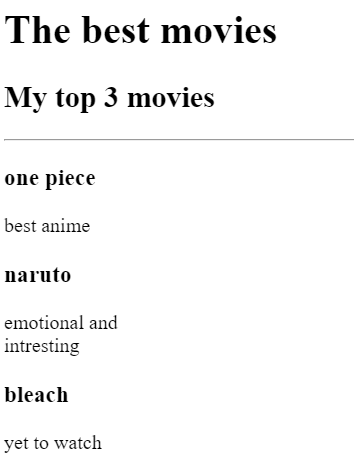 The best movies
My top 3 movies
one piece
best anime
naruto
emotional and
intresting
bleach
yet to watch